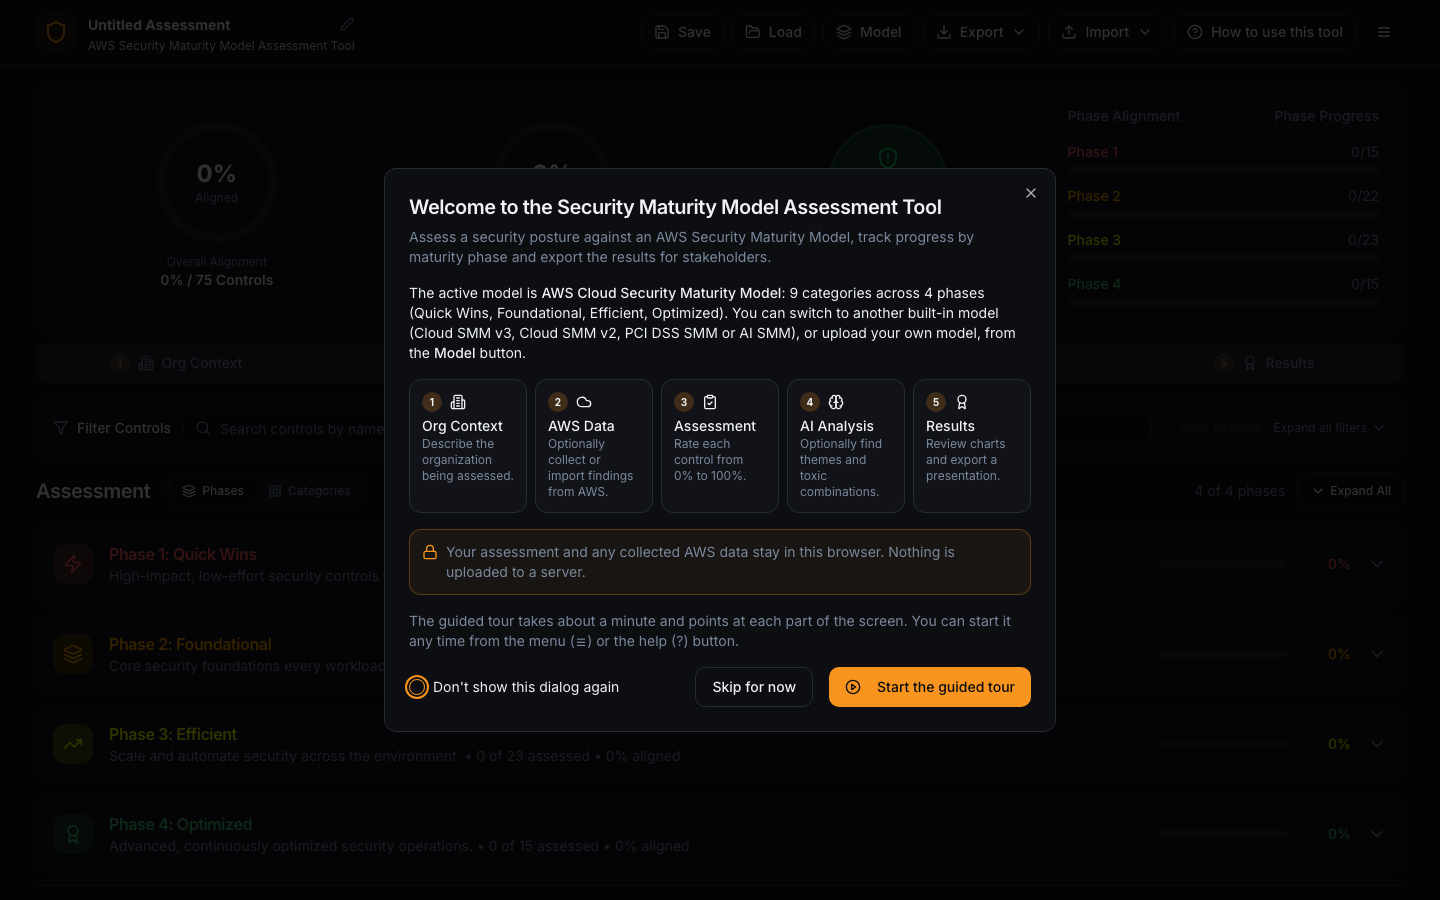 Untitled Assessment
AWS Security Maturity Model Assessment Tool
Save
Load
Model
Export
Import
How to use this tool
0%
Aligned
Overall Alignment
0% / 75 Controls
Phase Alignment
Phase Progress
Phase 1
0/15
Phase 2
0/22
Phase 3
0/23
Phase 4
0/15
1 Org Context
5 Results
Filter Controls
Search controls by name
Clear all filters
Expand all filters
Assessment
Phases
Categories
4 of 4 phases
Expand All
Phase 1: Quick Wins
High-impact, low-effort security controls
0%
Phase 2: Foundational
Core security foundations every workload
0%
Phase 3: Efficient
Scale and automate security across the environment. • 0 of 23 assessed • 0% aligned
0%
Phase 4: Optimized
Advanced, continuously optimized security operations. • 0 of 15 assessed • 0% aligned
0%
Welcome to the Security Maturity Model Assessment Tool
Assess a security posture against an AWS Security Maturity Model, track progress by
maturity phase and export the results for stakeholders.
The active model is AWS Cloud Security Maturity Model: 9 categories across 4 phases
(Quick Wins, Foundational, Efficient, Optimized). You can switch to another built-in model
(Cloud SMM v3, Cloud SMM v2, PCI DSS SMM or AI SMM), or upload your own model, from
the Model button.
1
Org Context
Describe the
organization
being assessed.
2
AWS Data
Optionally
collect or
import findings
from AWS.
3
Assessment
Rate each
control from
0% to 100%.
4
AI Analysis
Optionally find
themes and
toxic
combinations.
5
Results
Review charts
and export a
presentation.
Your assessment and any collected AWS data stay in this browser. Nothing is
uploaded to a server.
The guided tour takes about a minute and points at each part of the screen. You can start it
any time from the menu (≡) or the help (?) button.
Don't show this dialog again
Skip for now
Start the guided tour